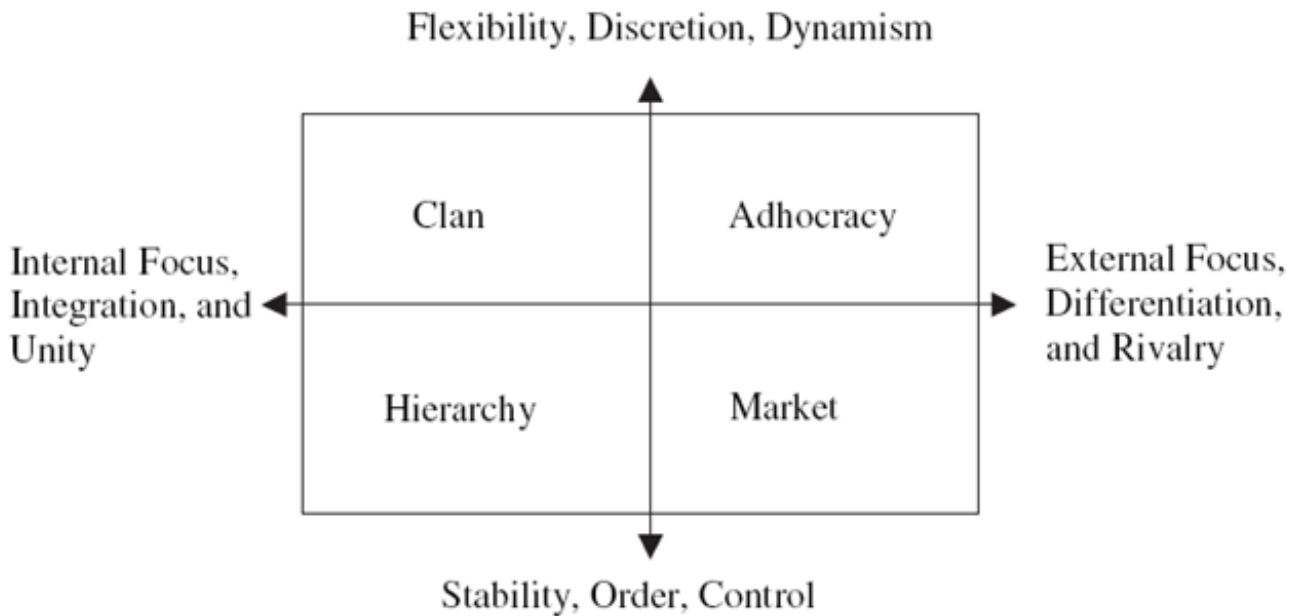 Flexibility, Discretion, Dynamism
Clan
Adhocracy
Internal Focus,
Integration, and
Unity
External Focus,
Differentiation,
and Rivalry
Hierarchy
Market
Stability, Order, Control